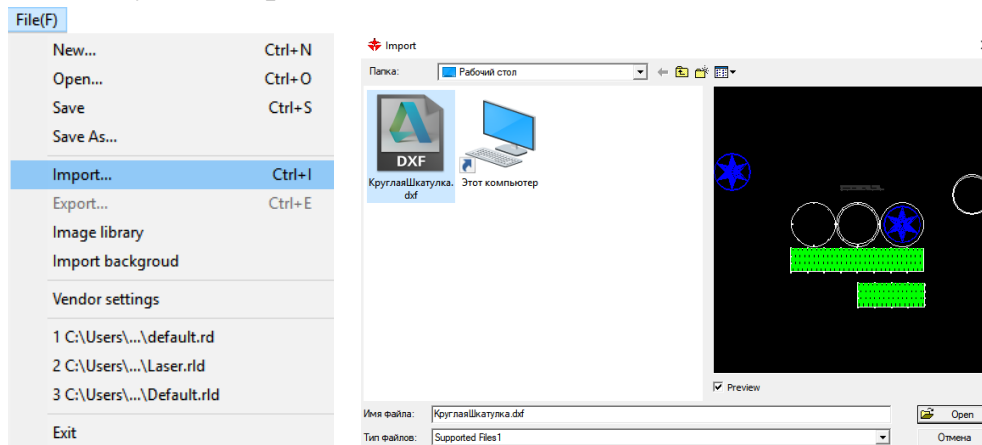 File(F)
New... Ctrl+N
Open... Ctrl+O
Save Ctrl+S
Save As...
Import... Ctrl+I
Export... Ctrl+E
Image library
Import backgroud
Vendor settings
1 C:\Users\...\default.rd
2 C:\Users\...\Laser.rld
3 C:\Users\...\Default.rld
Exit
Import
Папка: Рабочий стол
DXF
КруглаяШкатулка.dxf
Этот компьютер
Preview
Имя файла: КруглаяШкатулка.dxf
Open
Тип файлов: Supported Files1
Отмена